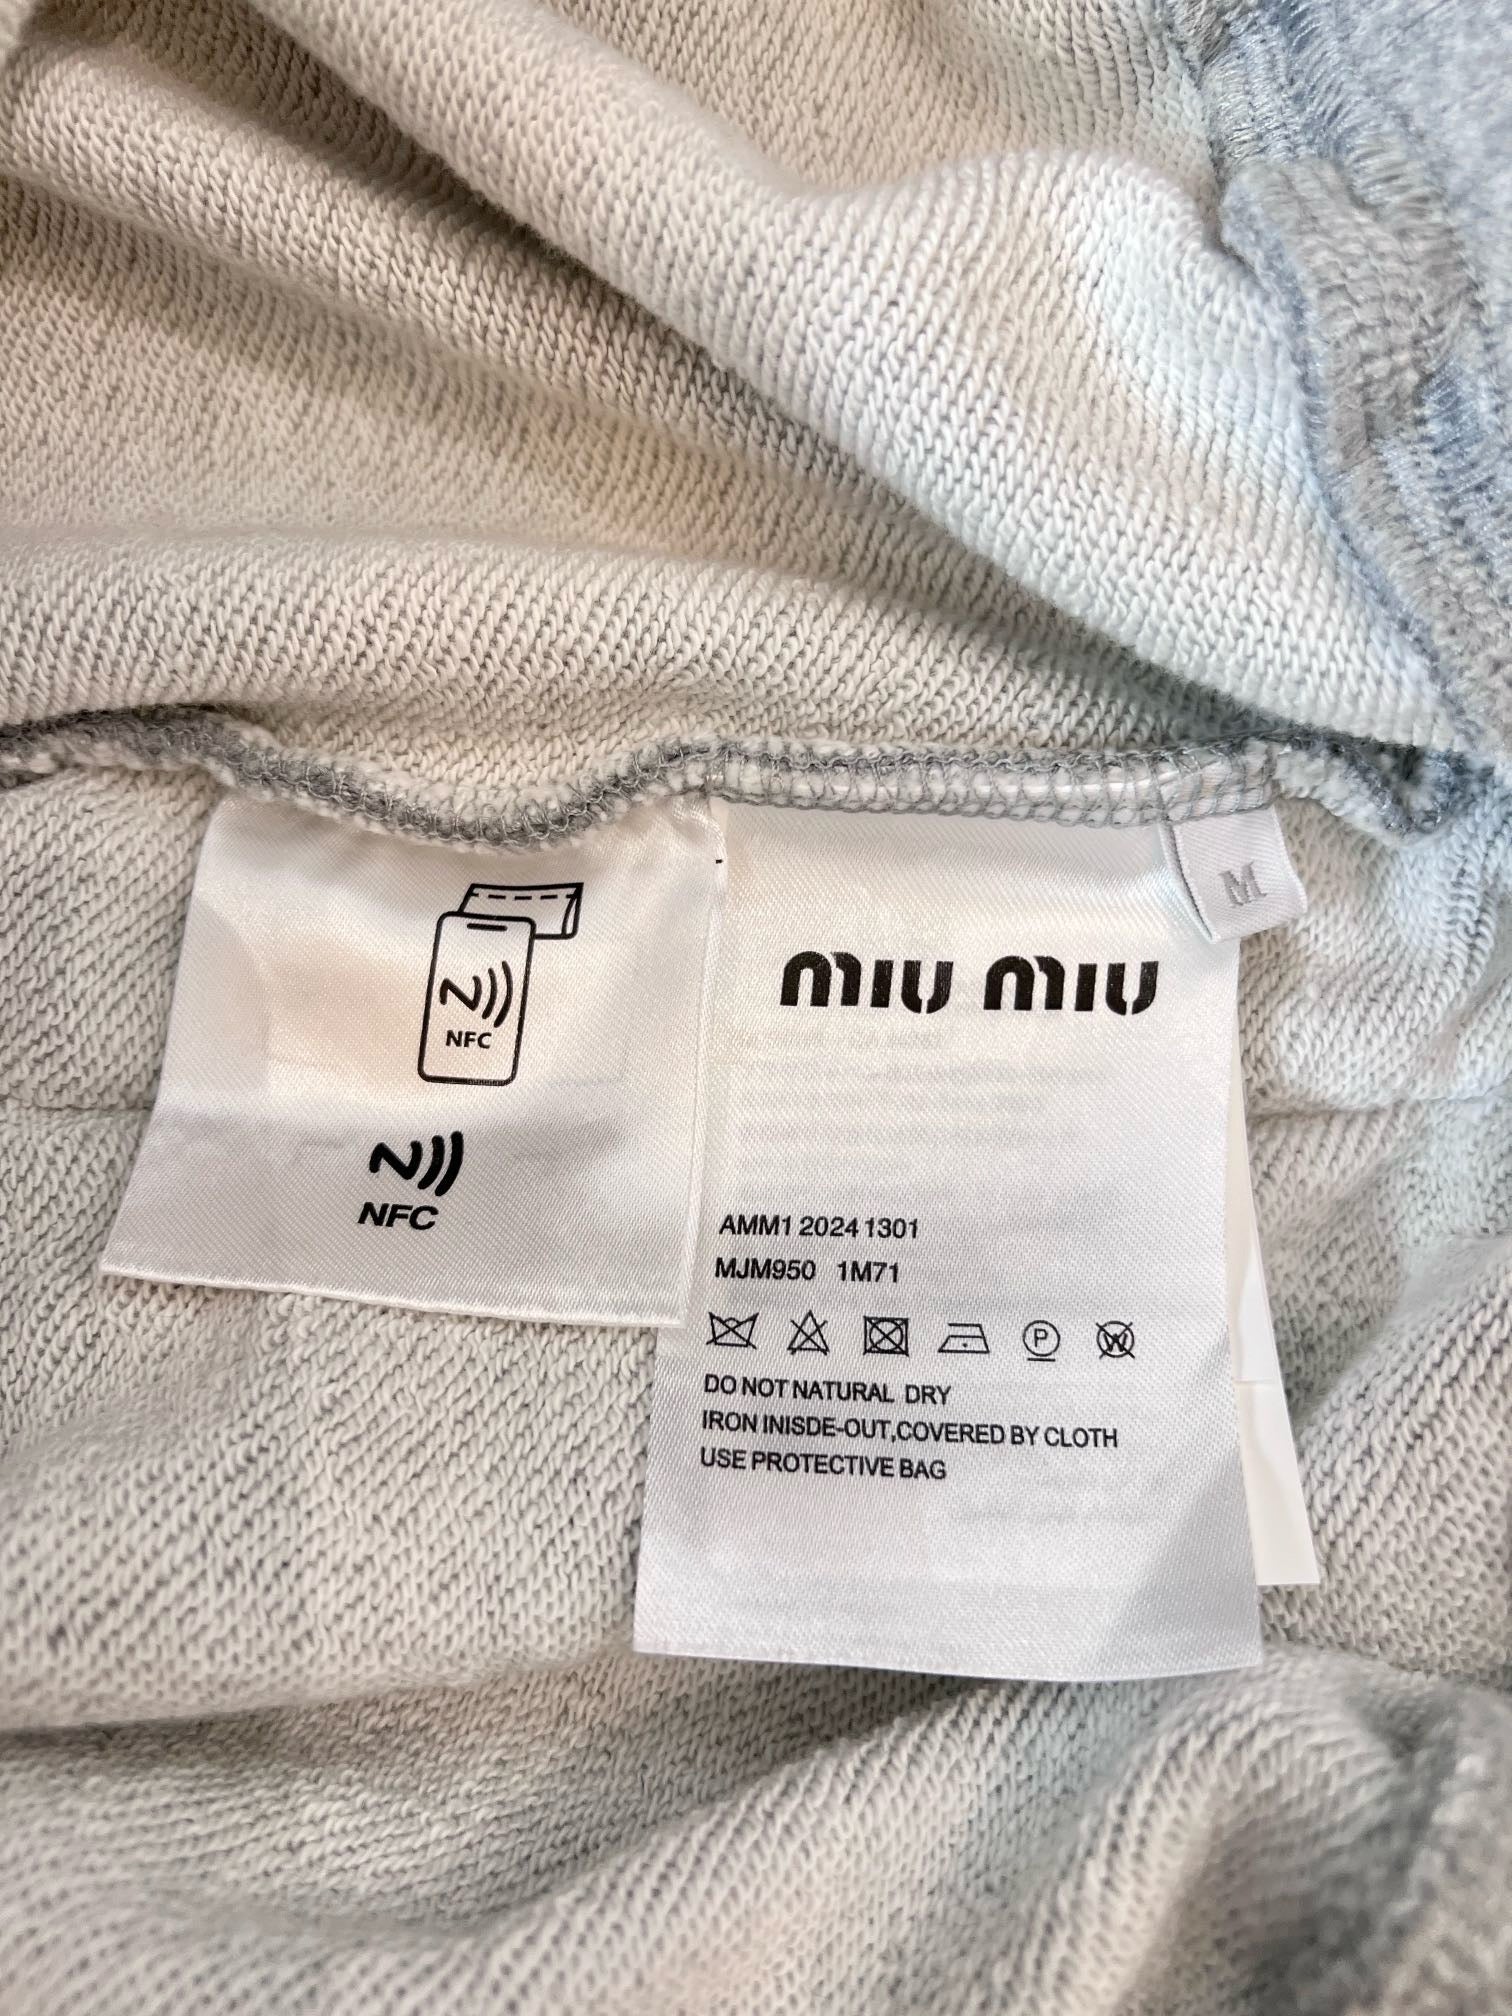 NFC
NFC
M
miu miu
AMM1 2024 1301
MJM950 1M71
P
W
DO NOT NATURAL DRY
IRON INISDE-OUT,COVERED BY CLOTH
USE PROTECTIVE BAG